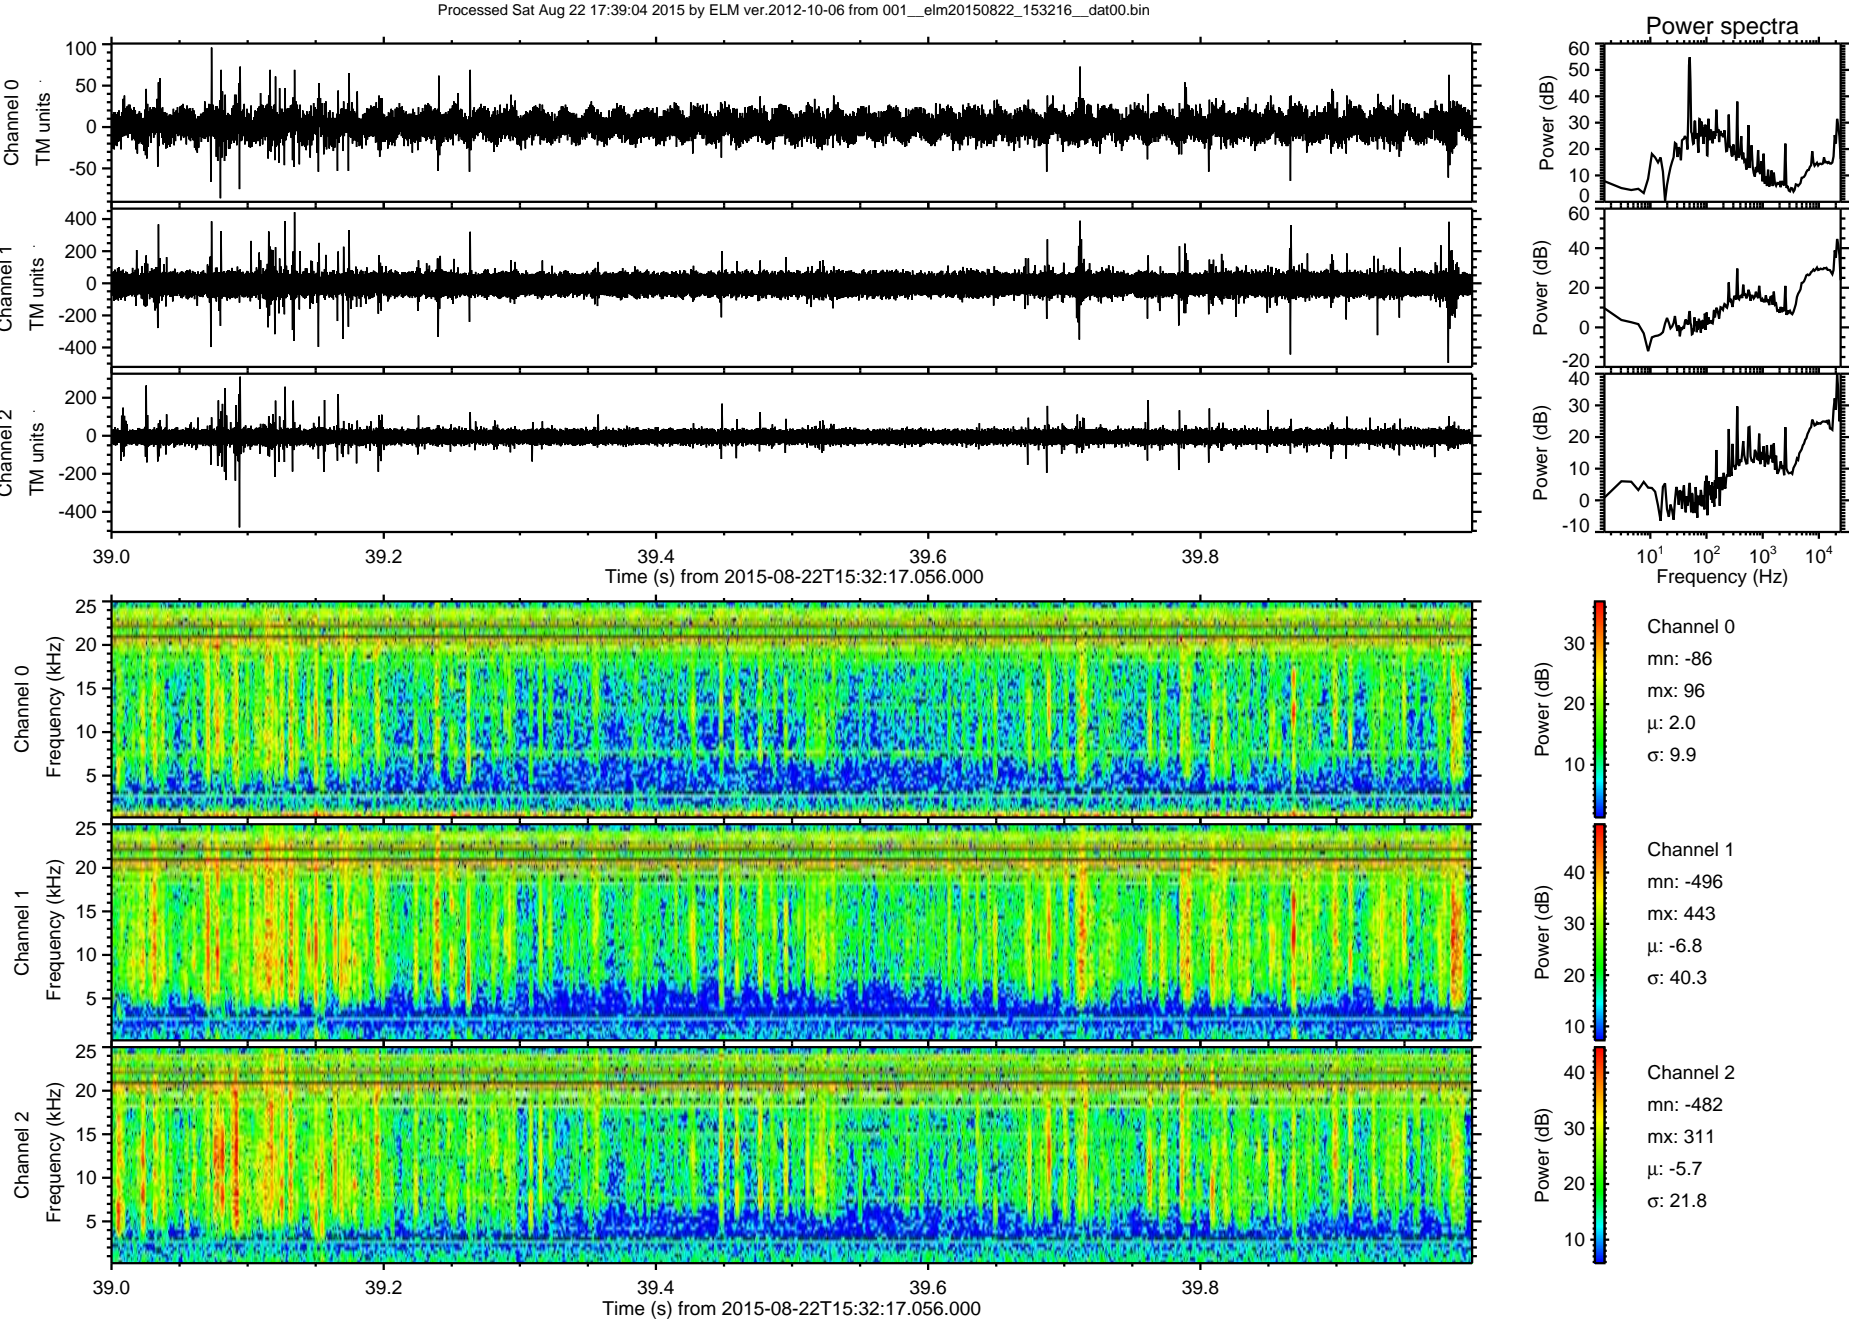 Processed Sat Aug 22 17:39:04 2015 by ELM ver.2012-10-06 from 001__elm20150822_153216__dat00.bin
Power spectra
Channel 0
TM units
100
50
0
-50
Power (dB)
60
50
40
30
20
10
0
Channel 1
TM units
400
200
0
-200
-400
Power (dB)
60
40
20
0
-20
Channel 2
TM units
200
0
-200
-400
Power (dB)
40
30
20
10
0
-10
39.0 39.2 39.4 39.6 39.8
Time (s) from 2015-08-22T15:32:17.056.000
10^1 10^2 10^3 10^4
Frequency (Hz)
Channel 0
Frequency (kHz)
25
20
15
10
5
Power (dB)
30
20
10
Channel 0
mn: -86
mx: 96
μ: 2.0
σ: 9.9
Channel 1
Frequency (kHz)
25
20
15
10
5
Power (dB)
40
30
20
10
Channel 1
mn: -496
mx: 443
μ: -6.8
σ: 40.3
Channel 2
Frequency (kHz)
25
20
15
10
5
Power (dB)
40
30
20
10
Channel 2
mn: -482
mx: 311
μ: -5.7
σ: 21.8
39.0 39.2 39.4 39.6 39.8
Time (s) from 2015-08-22T15:32:17.056.000